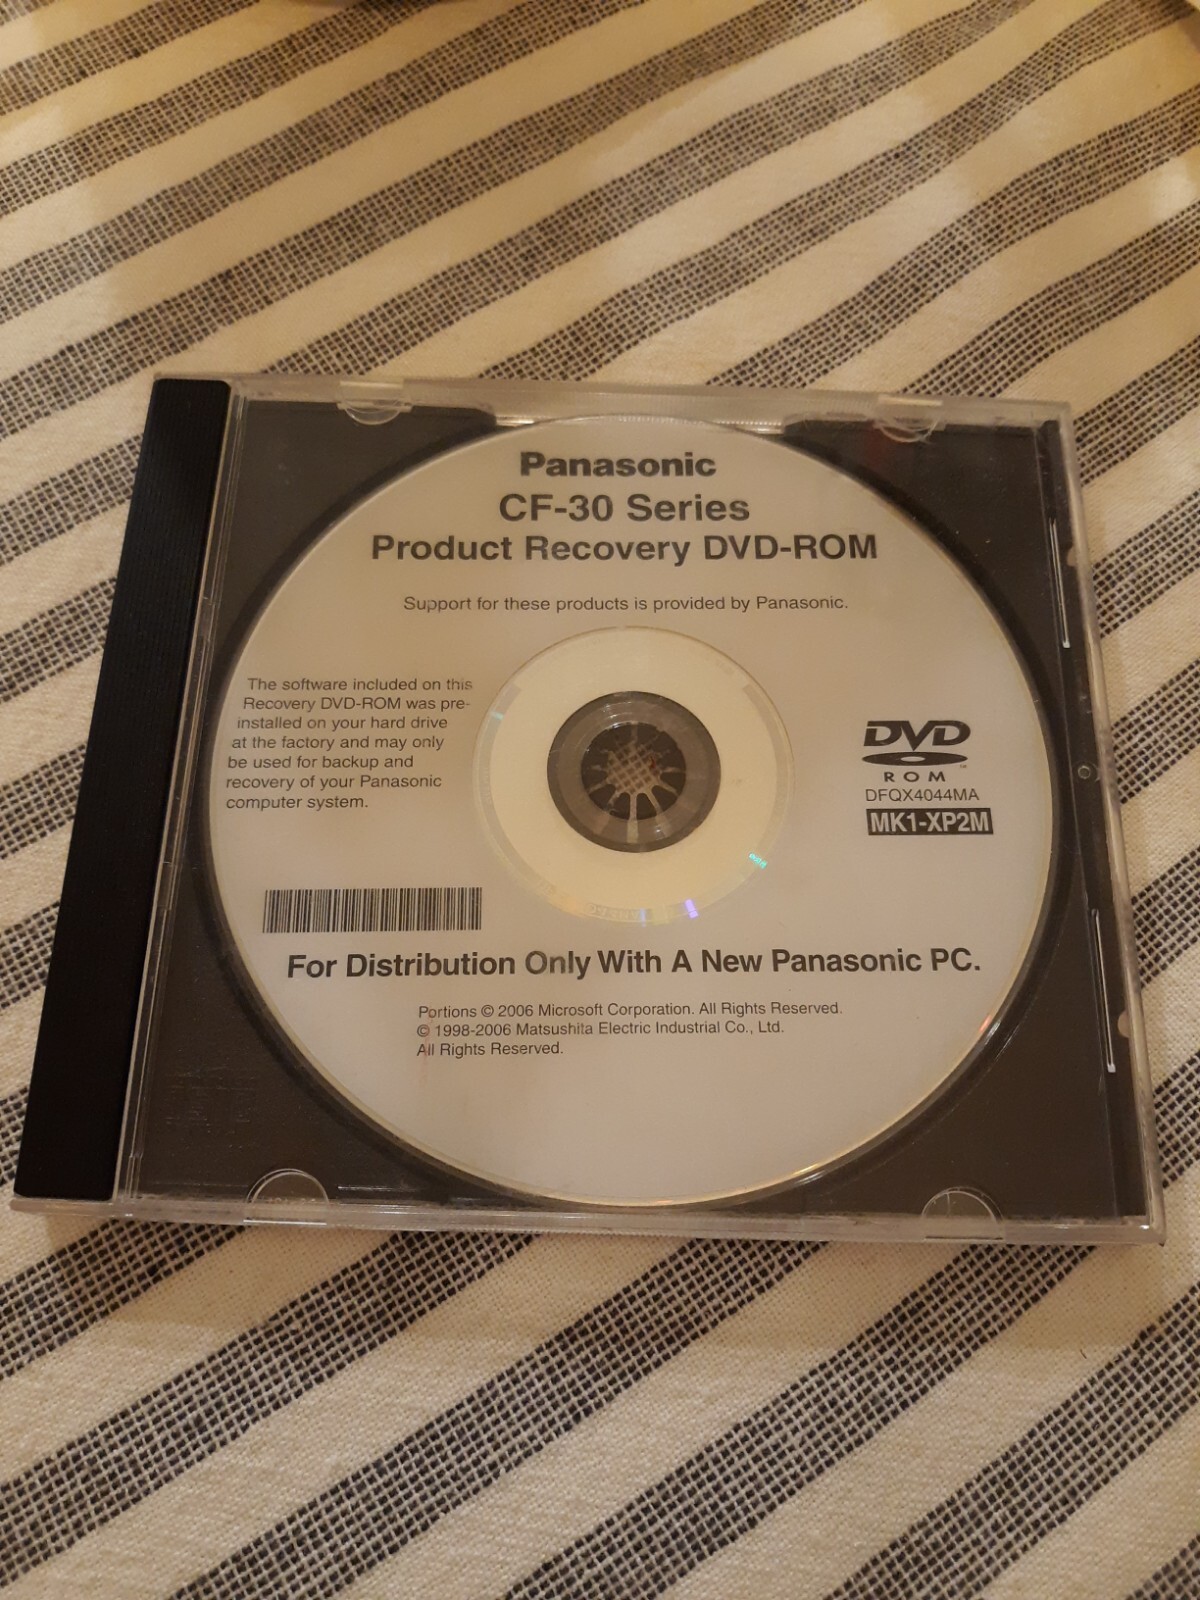 Panasonic
CF-30 Series
Product Recovery DVD-ROM
Support for these products is provided by Panasonic.
The software included on this
Recovery DVD-ROM was pre-
installed on your hard drive
at the factory and may only
be used for backup and
recovery of your Panasonic
computer system.
DVD
ROM
DFQX4044MA
MK1-XP2M
For Distribution Only With A New Panasonic PC.
Portions © 2006 Microsoft Corporation. All Rights Reserved.
© 1998-2006 Matsushita Electric Industrial Co., Ltd.
All Rights Reserved.